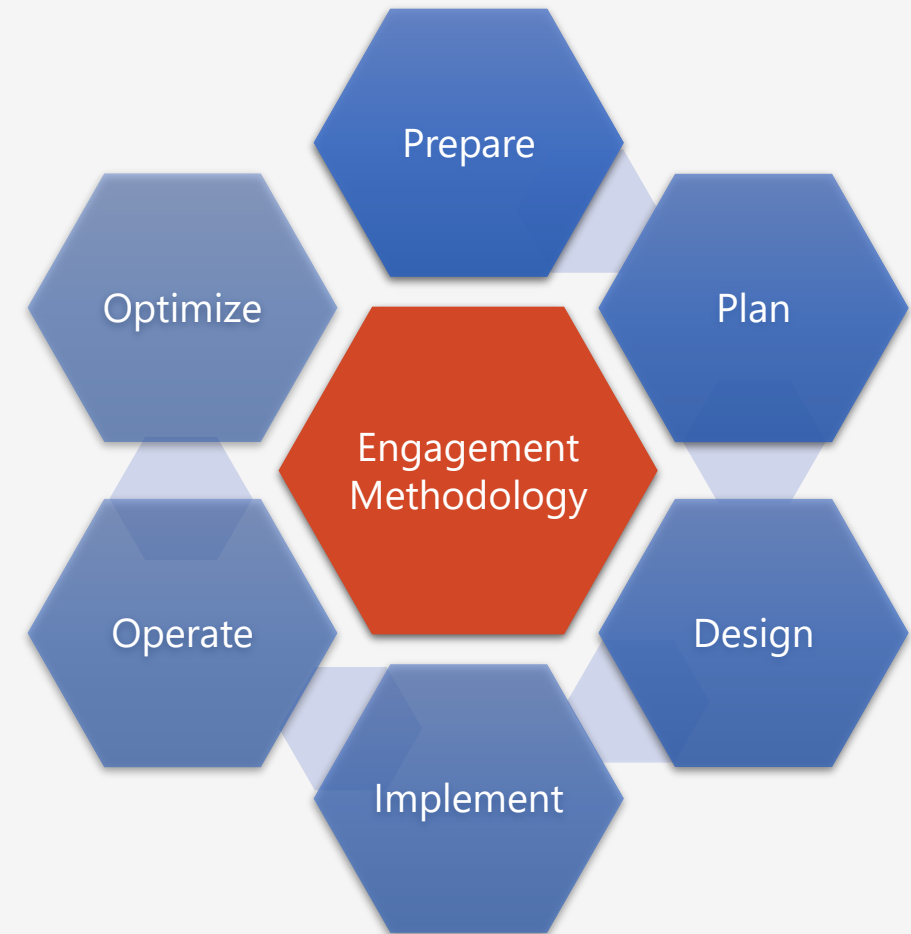 Prepare
Plan
Design
Implement
Operate
Optimize
Engagement
Methodology